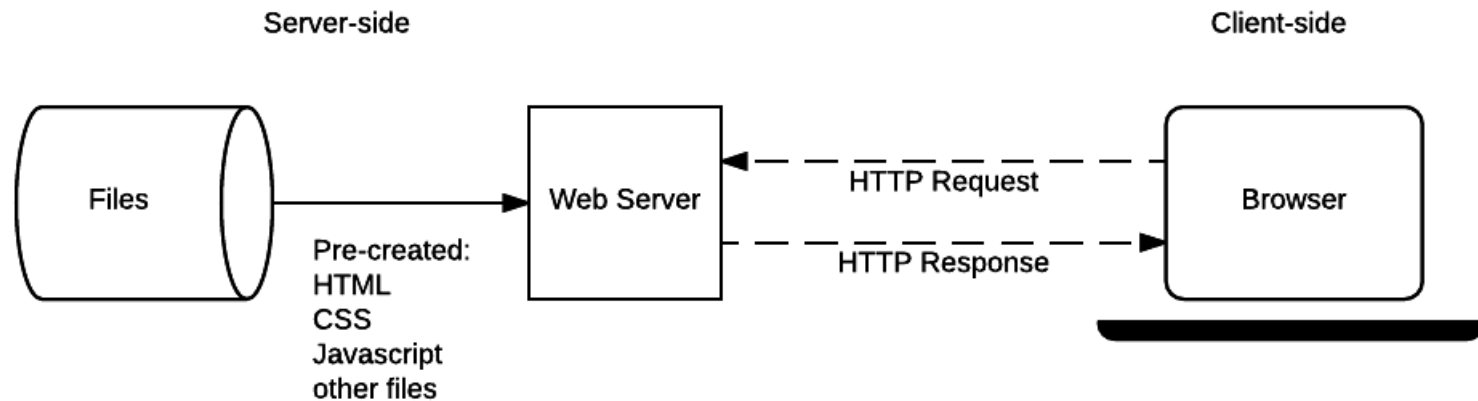 Server-side
Client-side
Files
Web Server
HTTP Request
Browser
Pre-created:
HTML
CSS
Javascript
other files
HTTP Response